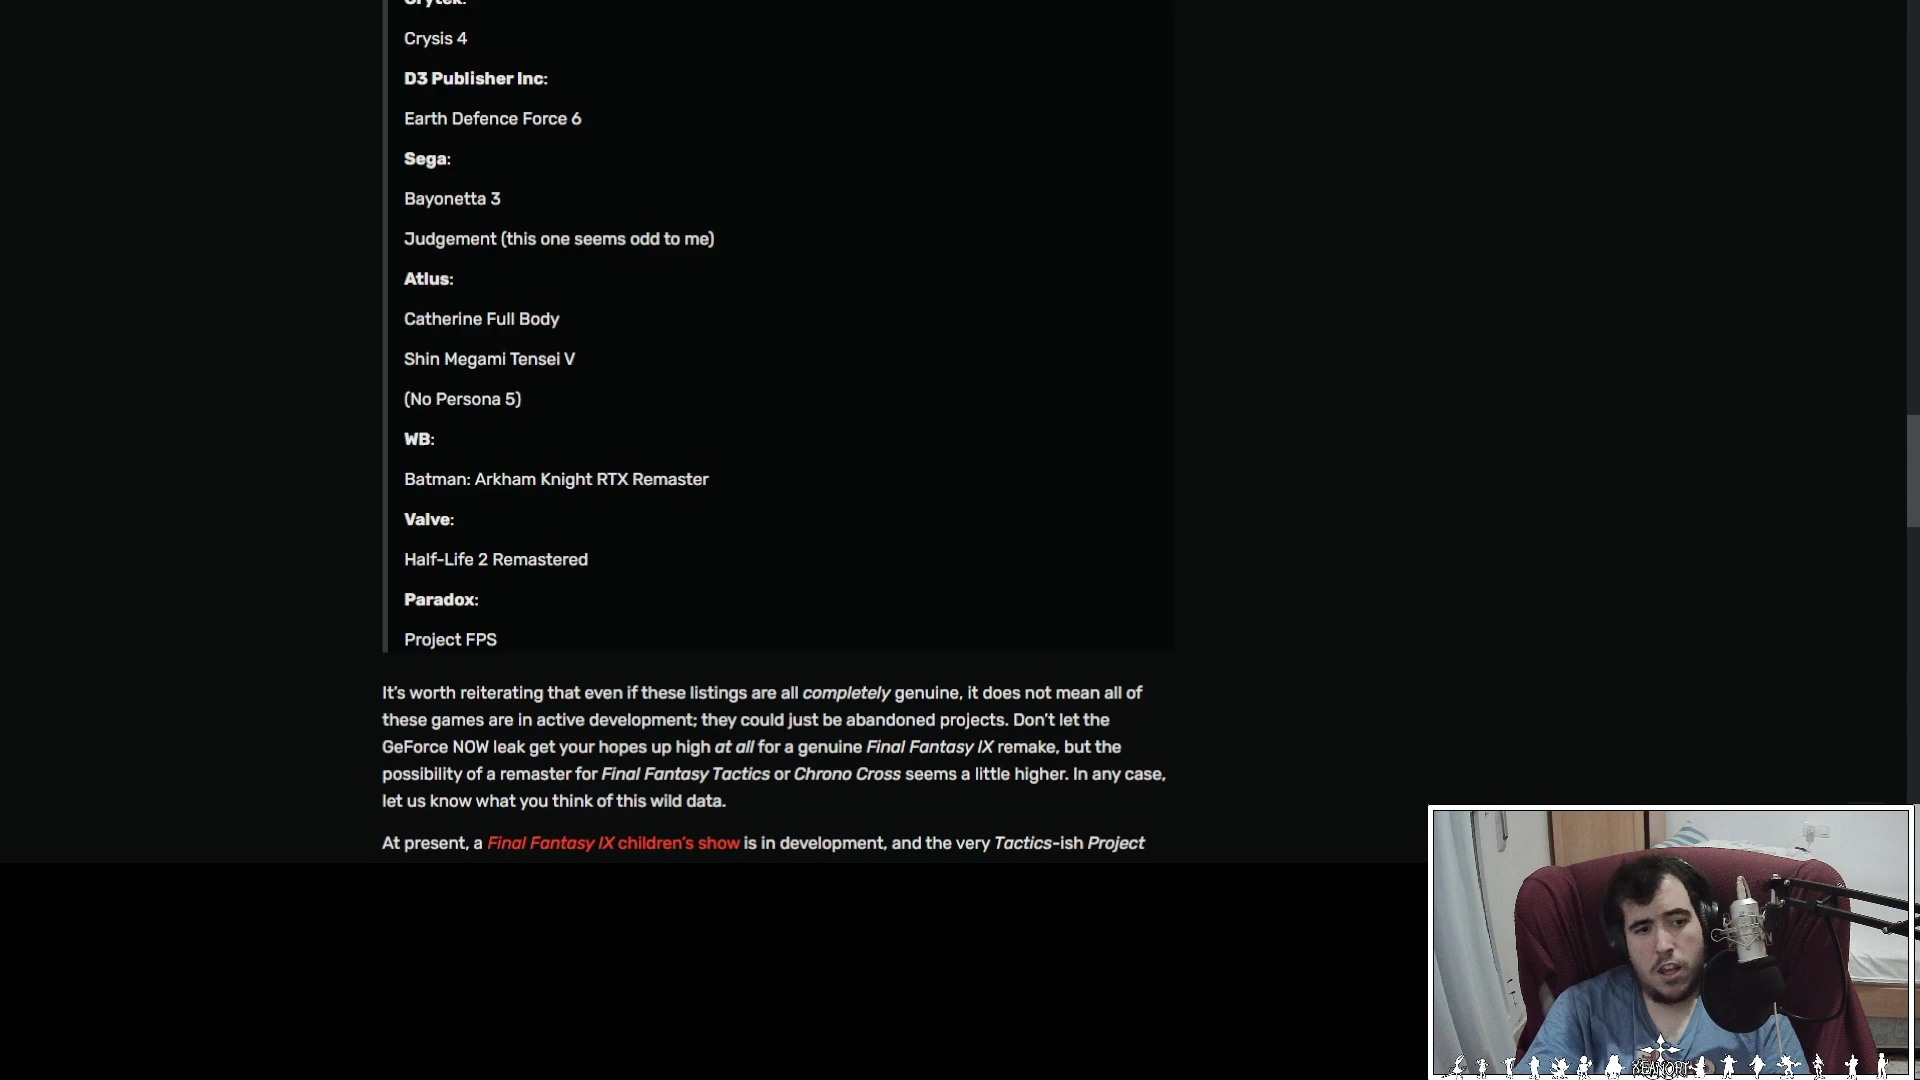 Crytek:
Crysis 4
D3 Publisher Inc:
Earth Defence Force 6
Sega:
Bayonetta 3
Judgement (this one seems odd to me)
Atlus:
Catherine Full Body
Shin Megami Tensei V
(No Persona 5)
WB:
Batman: Arkham Knight RTX Remaster
Valve:
Half-Life 2 Remastered
Paradox:
Project FPS
It's worth reiterating that even if these listings are all completely genuine, it does not mean all of
these games are in active development; they could just be abandoned projects. Don't let the
GeForce NOW leak get your hopes up high at all for a genuine Final Fantasy IX remake, but the
possibility of a remaster for Final Fantasy Tactics or Chrono Cross seems a little higher. In any case,
let us know what you think of this wild data.
At present, a Final Fantasy IX children's show is in development, and the very Tactics-ish Project
XEANORT